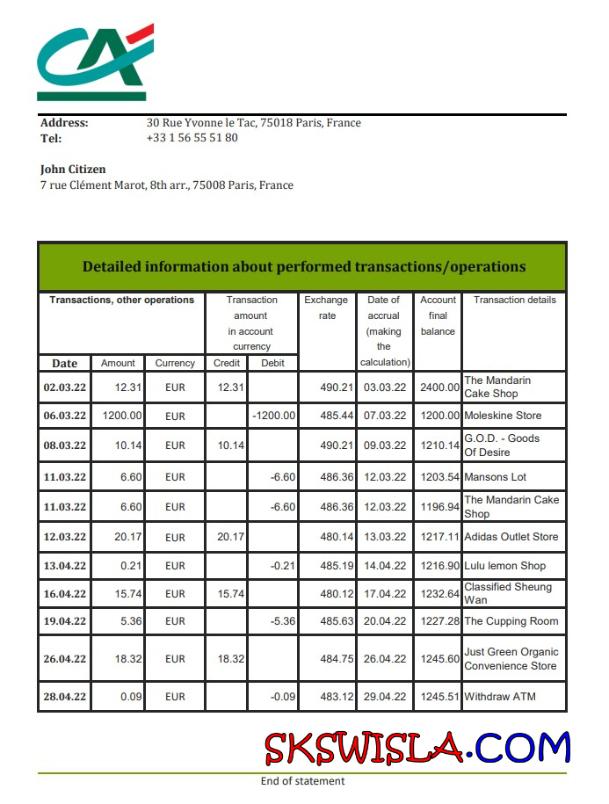 CA
Address: 30 Rue Yvonne le Tac, 75018 Paris, France
Tel: +33 1 56 55 51 80
John Citizen
7 rue Clément Marot, 8th arr., 75008 Paris, France
Detailed information about performed transactions/operations
Transactions, other operations
Transaction
amount
in account
currency
Exchange
rate
Date of
accrual
(making
the
calculation)
Account
final
balance
Transaction details
Date Amount Currency Credit Debit
02.03.22 12.31 EUR 12.31 490.21 03.03.22 2400.00 The Mandarin
Cake Shop
06.03.22 1200.00 EUR -1200.00 485.44 07.03.22 1200.00 Moleskine Store
08.03.22 10.14 EUR 10.14 490.21 09.03.22 1210.14 G.O.D. - Goods
Of Desire
11.03.22 6.60 EUR -6.60 486.36 12.03.22 1203.54 Mansons Lot
11.03.22 6.60 EUR -6.60 486.36 12.03.22 1196.94 The Mandarin Cake
Shop
12.03.22 20.17 EUR 20.17 480.14 13.03.22 1217.11 Adidas Outlet Store
13.04.22 0.21 EUR -0.21 485.19 14.04.22 1216.90 Lulu lemon Shop
16.04.22 15.74 EUR 15.74 480.12 17.04.22 1232.64 Classified Sheung
Wan
19.04.22 5.36 EUR -5.36 485.63 20.04.22 1227.28 The Cupping Room
26.04.22 18.32 EUR 18.32 484.75 26.04.22 1245.60 Just Green Organic
Convenience Store
28.04.22 0.09 EUR -0.09 483.12 29.04.22 1245.51 Withdraw ATM
SKSWISLA.COM
End of statement